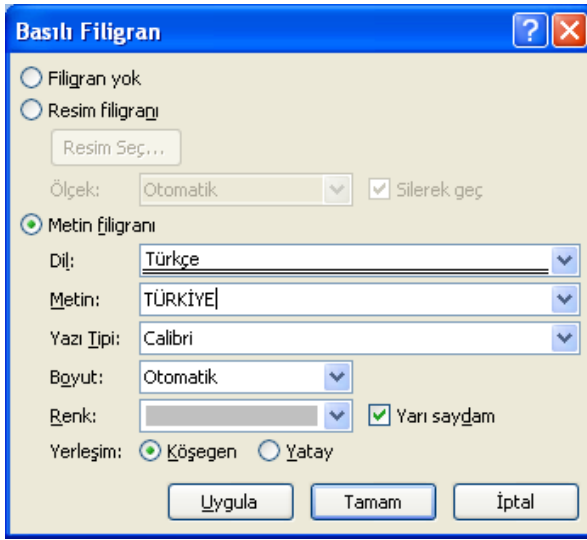 Basılı Filigran
Filigran yok
Resim filigranı
Resim Seç...
Ölçek: Otomatik Silerek geç
Metin filigranı
Dil: Türkçe
Metin: TÜRKİYE
Yazı Tipi: Calibri
Boyut: Otomatik
Renk: Yarı saydam
Yerleşim: Köşegen Yatay
Uygula Tamam İptal